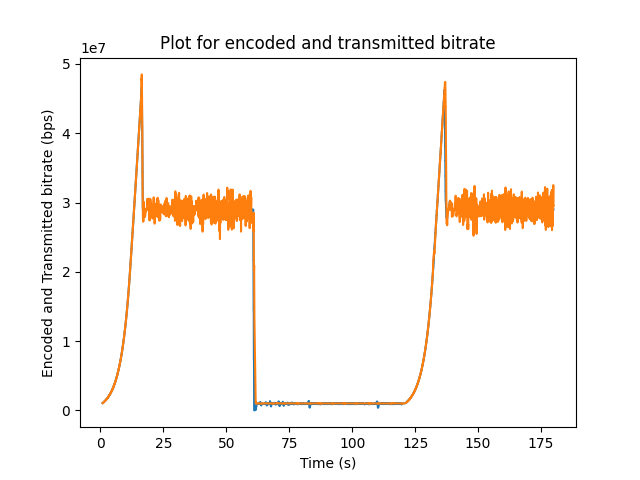 Plot for encoded and transmitted bitrate
1e7
Encoded and Transmitted bitrate (bps)
5
4
3
2
1
0
0 25 50 75 100 125 150 175
Time (s)